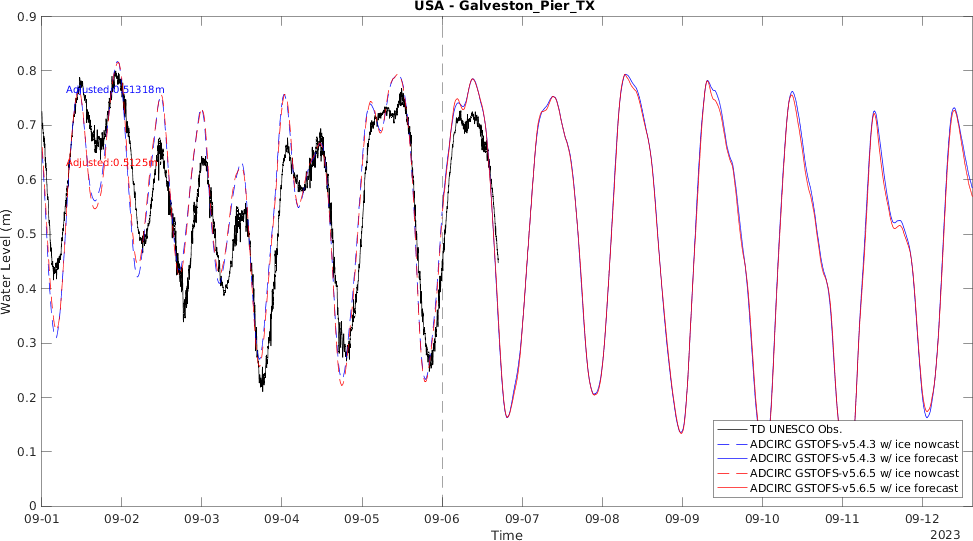 USA - Galveston_Pier_TX
0.9
0.8
0.7
0.6
0.5
0.4
0.3
0.2
0.1
0
Water Level (m)
Adjusted:0.51318m
Adjusted:0.5125m
TD UNESCO Obs.
ADCIRC GSTOFS-v5.4.3 w/ ice nowcast
ADCIRC GSTOFS-v5.4.3 w/ ice forecast
ADCIRC GSTOFS-v5.6.5 w/ ice nowcast
ADCIRC GSTOFS-v5.6.5 w/ ice forecast
09-01 09-02 09-03 09-04 09-05 09-06 09-07 09-08 09-09 09-10 09-11 09-12
Time
2023